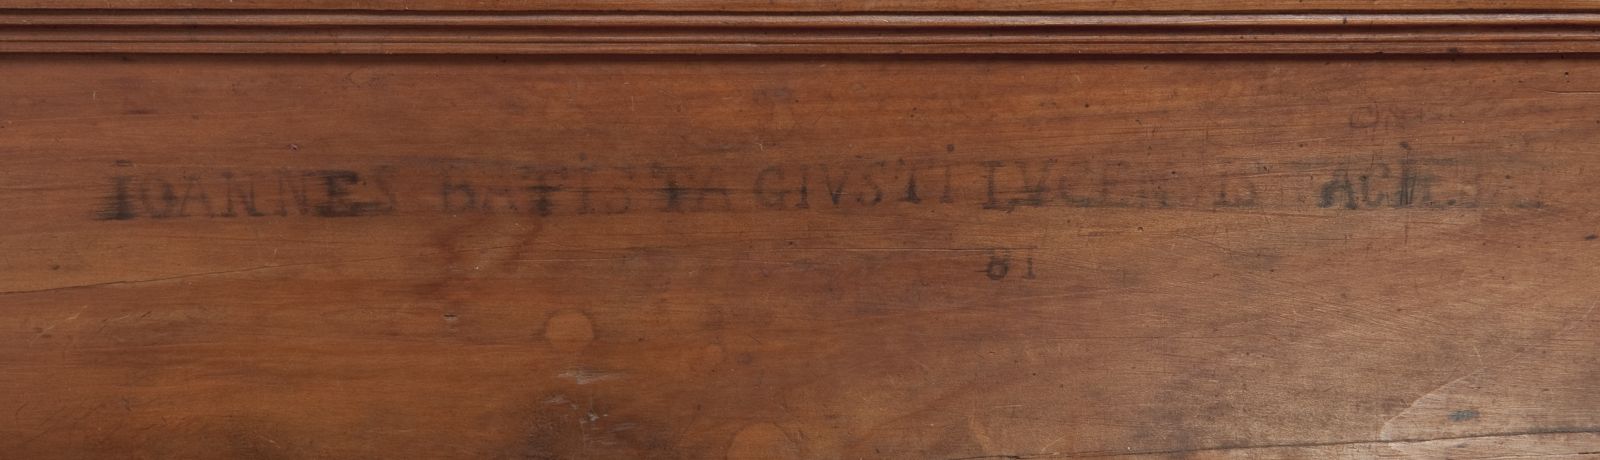 IOANNES BATISTA GIVSTI LVCENSIS
81